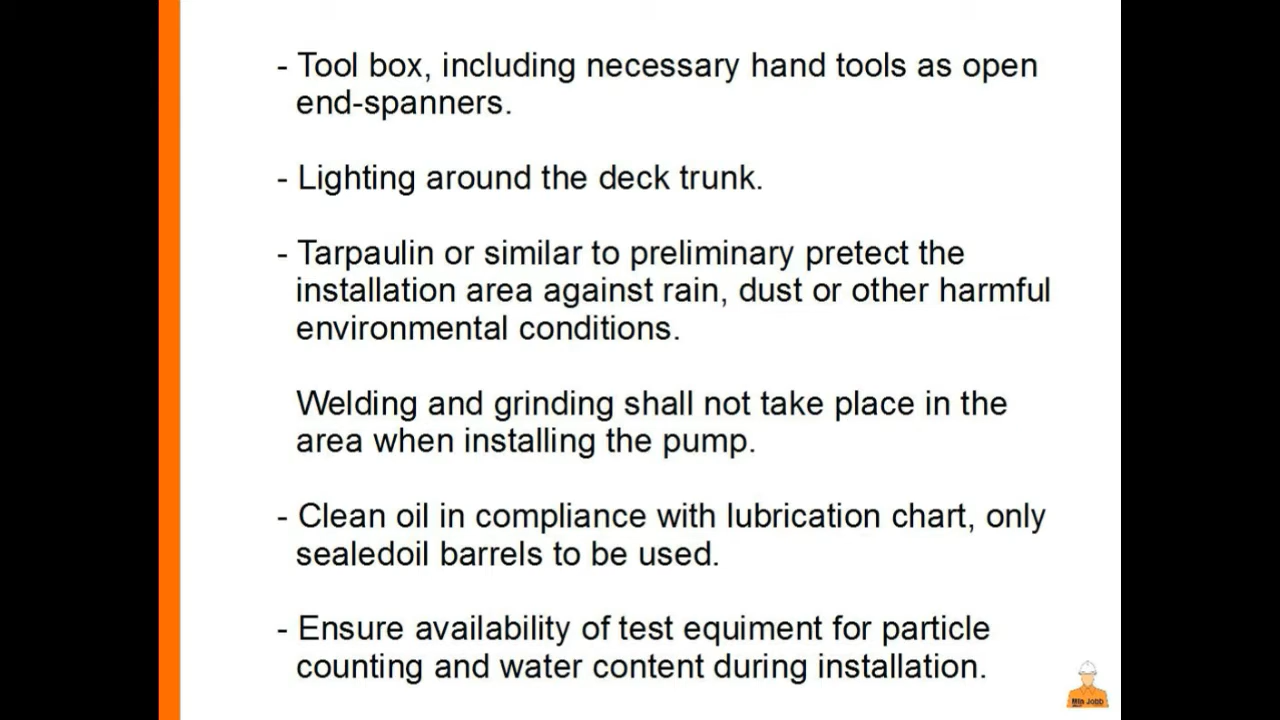 - Tool box, including necessary hand tools as open
end-spanners.
- Lighting around the deck trunk.
- Tarpaulin or similar to preliminary pretect the
installation area against rain, dust or other harmful
environmental conditions.
Welding and grinding shall not take place in the
area when installing the pump.
- Clean oil in compliance with lubrication chart, only
sealedoil barrels to be used.
- Ensure availability of test equiment for particle
counting and water content during installation.
Min Jobb